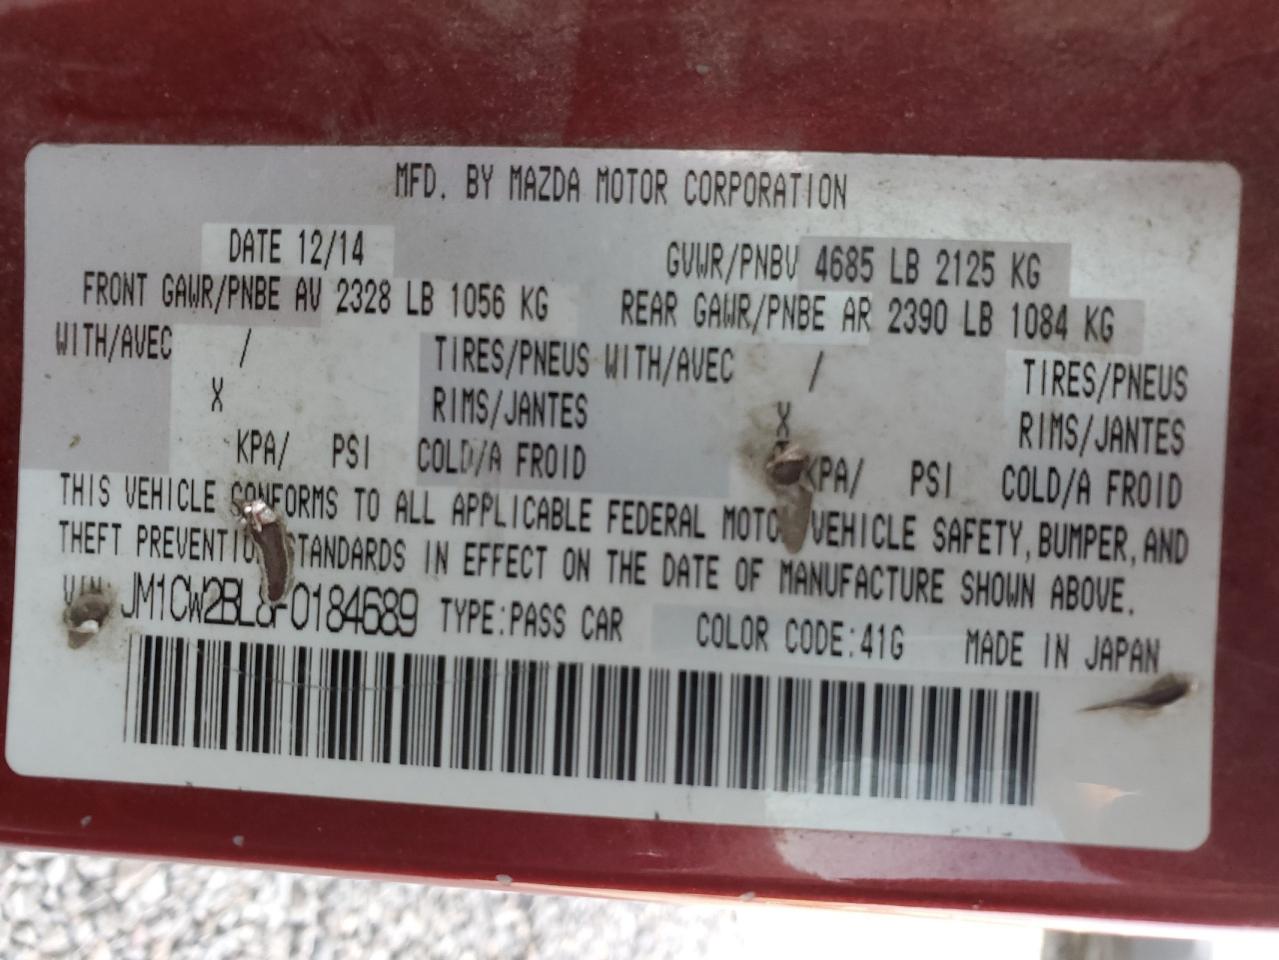 MFD. BY MAZDA MOTOR CORPORATION
DATE 12/14 GVWR/PNBV 4685 LB 2125 KG
FRONT GAWR/PNBE AV 2328 LB 1056 KG REAR GAWR/PNBE AR 2390 LB 1084 KG
WITH/AVEC / TIRES/PNEUS WITH/AVEC / TIRES/PNEUS
X RIMS/JANTES X RIMS/JANTES
KPA/ PSI COLD/A FROID KPA/ PSI COLD/A FROID
THIS VEHICLE CONFORMS TO ALL APPLICABLE FEDERAL MOTOR VEHICLE SAFETY, BUMPER, AND
THEFT PREVENTION STANDARDS IN EFFECT ON THE DATE OF MANUFACTURE SHOWN ABOVE.
VIN: JM1CW2BL8F0184689 TYPE:PASS CAR COLOR CODE:41G MADE IN JAPAN